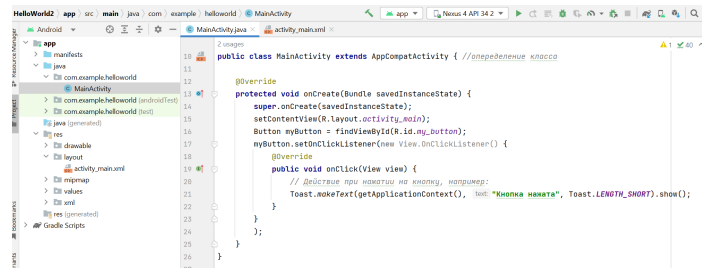 HelloWorld2 app src main java com example helloworld MainActivity app Nexus 4 API 34 2
Android
MainActivity.java activity_main.xml
Resource Manager
Project
Bookmarks
app
manifests
java
com.example.helloworld
MainActivity
com.example.helloworld (androidTest)
com.example.helloworld (test)
java (generated)
res
drawable
layout
activity_main.xml
mipmap
values
xml
res (generated)
Gradle Scripts
2 usages
1 40
10 public class MainActivity extends AppCompatActivity { //опеределение класса
11
12 @Override
13 protected void onCreate(Bundle savedInstanceState) {
14 super.onCreate(savedInstanceState);
15 setContentView(R.layout.activity_main);
16 Button myButton = findViewById(R.id.my_button);
17 myButton.setOnClickListener(new View.OnClickListener() {
18 @Override
19 public void onClick(View view) {
20 // Действие при нажатии на кнопку, например:
21 Toast.makeText(getApplicationContext(), text: "Кнопка нажата", Toast.LENGTH_SHORT).show();
22 }
23 }
24 );
25 }
26 }